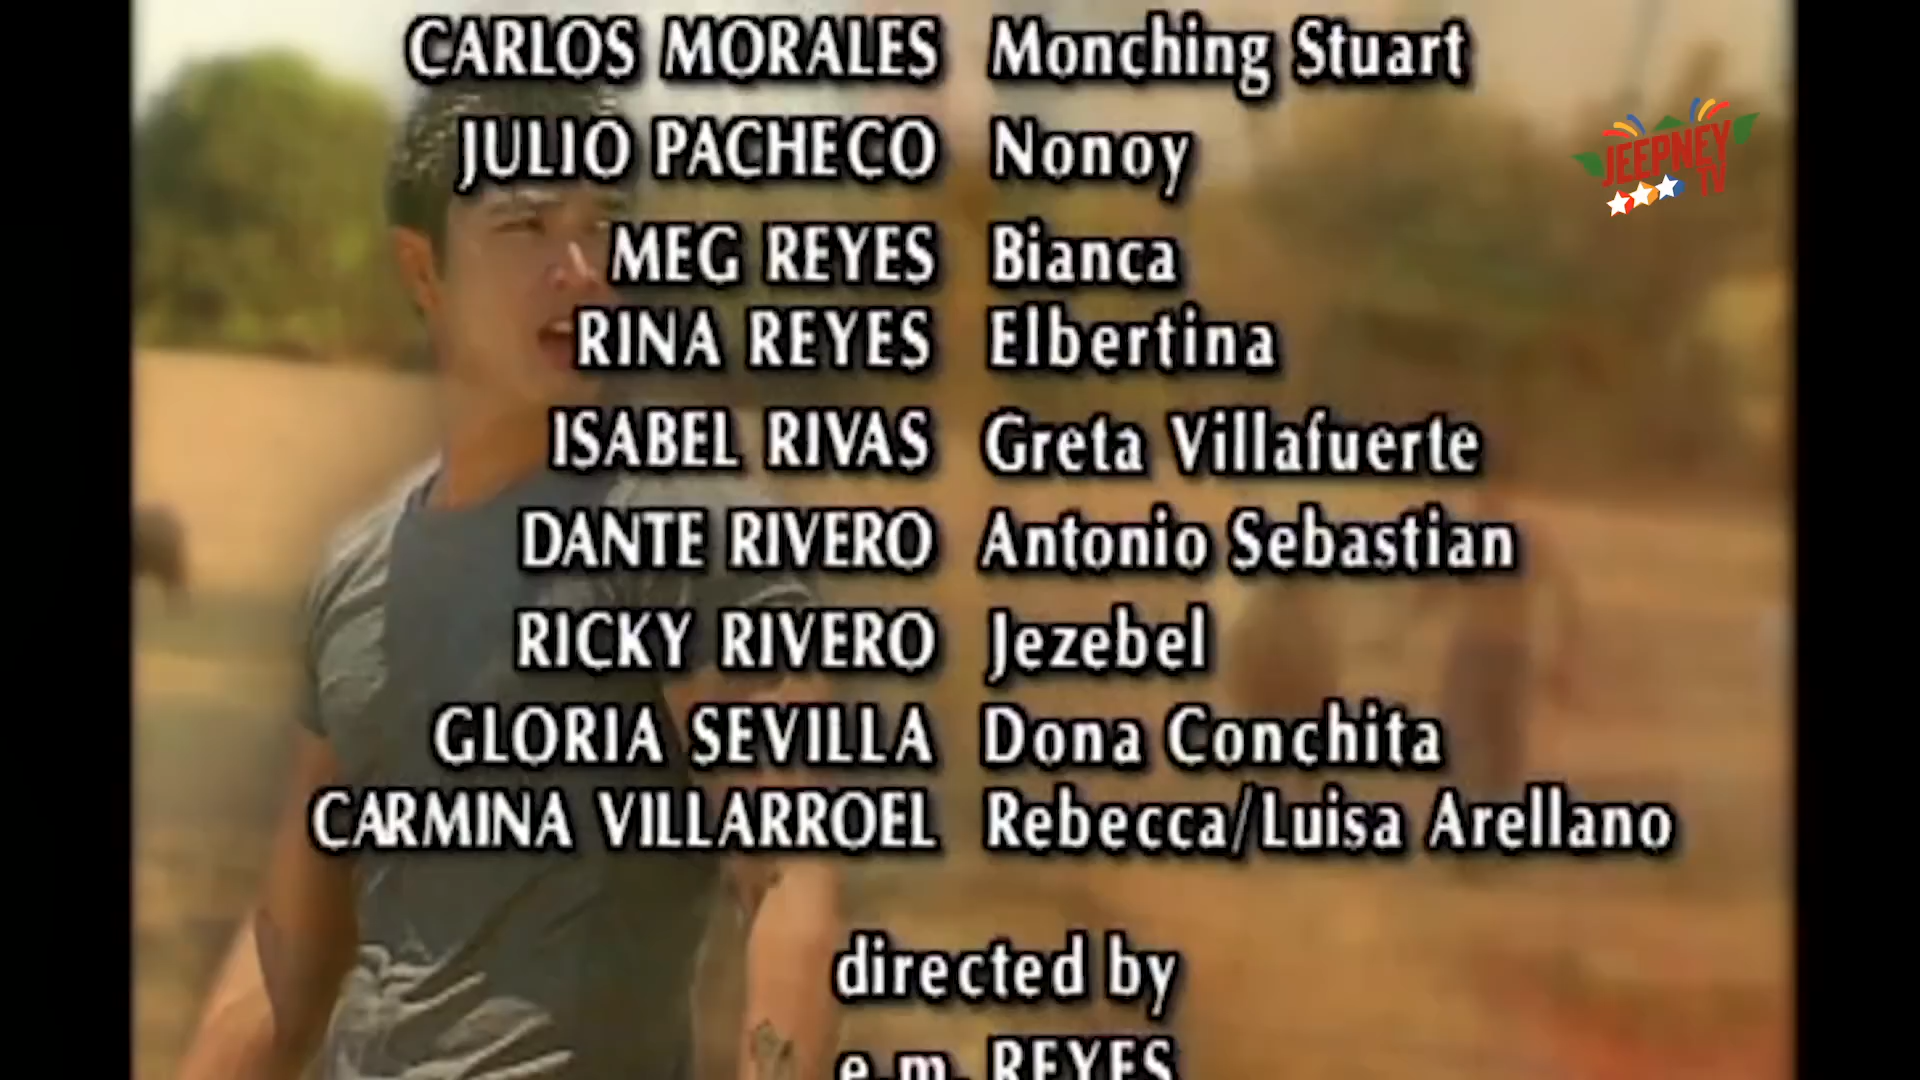 CARLOS MORALES Monching Stuart
JULIO PACHECO Nonoy
JEEPNEY
TV
MEG REYES Bianca
RINA REYES Elbertina
ISABEL RIVAS Greta Villafuerte
DANTE RIVERO Antonio Sebastian
RICKY RIVERO Jezebel
GLORIA SEVILLA Dona Conchita
CARMINA VILLARROEL Rebecca/Luisa Arellano
directed by
e.m. REYES